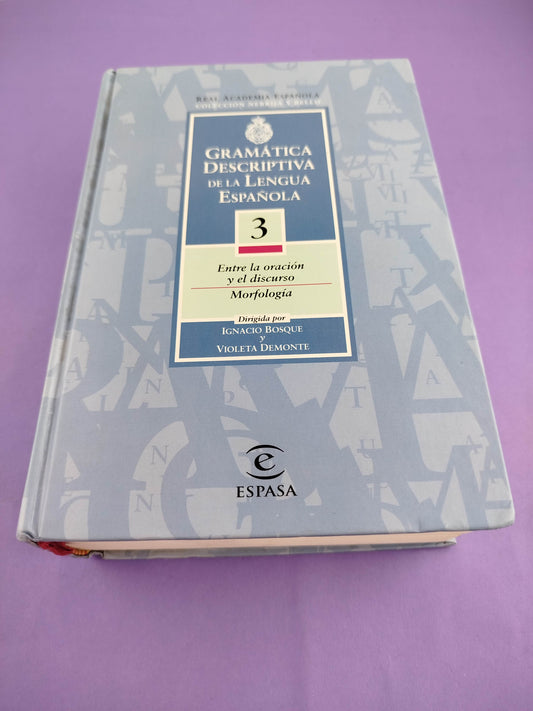 REAL ACADEMIA ESPAÑOLA
COLECCIÓN NEBRIJA Y BELLO
GRAMÁTICA
DESCRIPTIVA
DE LA LENGUA
ESPAÑOLA
3
Entre la oración
y el discurso
Morfología
Dirigida por
IGNACIO BOSQUE
y
VIOLETA DEMONTE
e
ESPASA